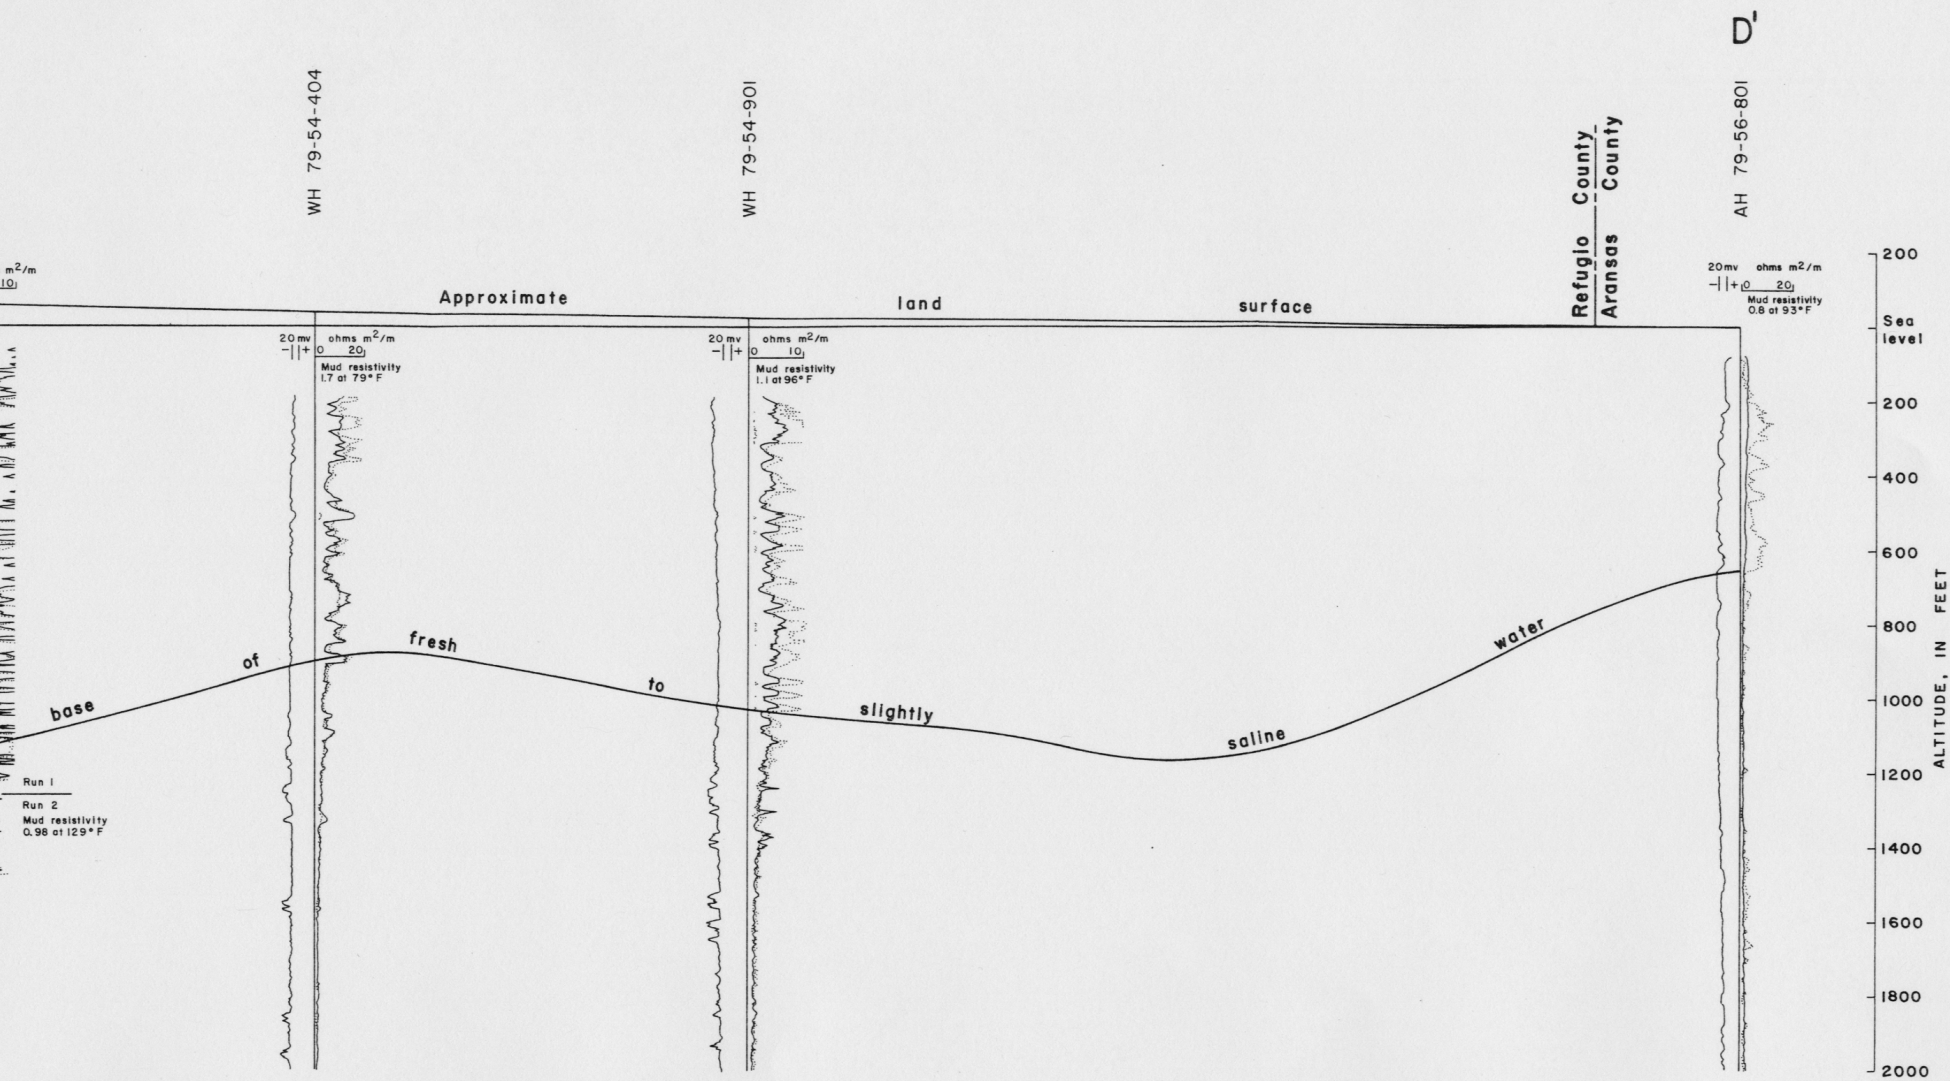 D'
WH 79-54-404
WH 79-54-901
Refugio County
Aransas County
AH 79-56-801
m²/m
10
Approximate land surface
20mv ohms m²/m
-||+ 0 20
Mud resistivity
0.8 at 93°F
20 mv ohms m²/m
-||+ 0 20
Mud resistivity
1.7 at 79°F
20 mv ohms m²/m
-||+ 0 10
Mud resistivity
1.1 at 96°F
base of fresh to slightly saline water
Run 1
Run 2
Mud resistivity
0.98 at 129°F
200
Sea
level
200
400
600
800
1000
1200
1400
1600
1800
2000
ALTITUDE, IN FEET